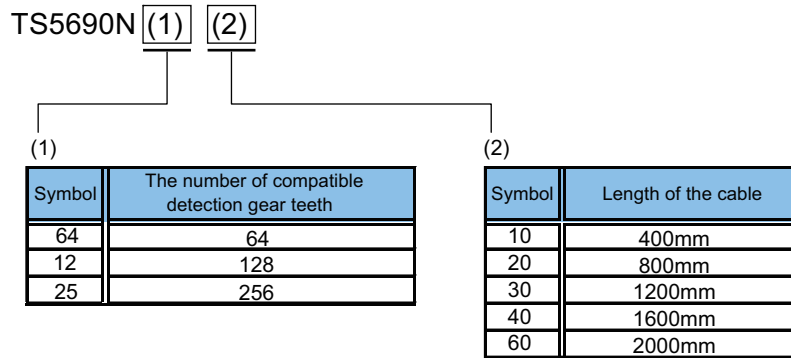 TS5690N (1) (2)
(1)
Symbol The number of compatible
detection gear teeth
64 64
12 128
25 256
(2)
Symbol Length of the cable
10 400mm
20 800mm
30 1200mm
40 1600mm
60 2000mm